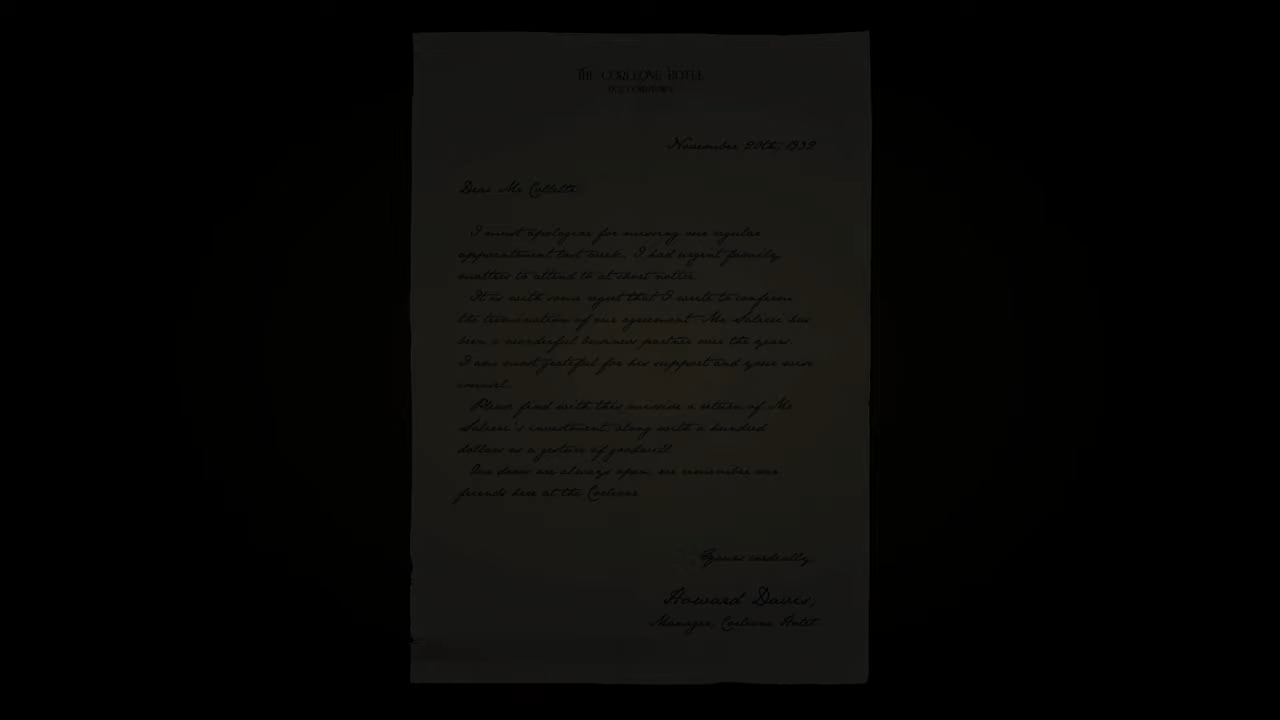 THE CORLEONE HOTEL
November 20th, 1932
Dear Mr Colletti
I must apologize for missing our regular
appointment last week. I had urgent family
matters to attend to at short notice.
It is with some regret that I write to confirm
the termination of our agreement. Mr Salieri has
been a wonderful business partner over the years.
I am most grateful for his support and your wise
counsel.
Please find with this missive a return of Mr
Salieri's investment, along with a hundred
dollars as a gesture of goodwill.
Our doors are always open, we remember our
friends here at the Corleone
Yours cordially,
Howard Davis,
Manager, Corleone Hotel